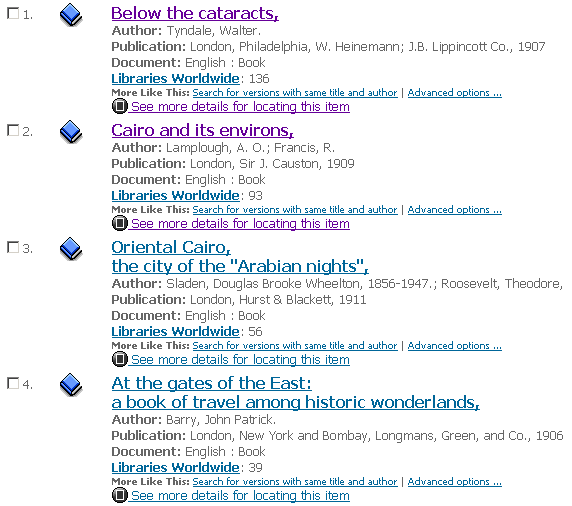 1. Below the cataracts,
Author: Tyndale, Walter.
Publication: London, Philadelphia, W. Heinemann; J.B. Lippincott Co., 1907
Document: English : Book
Libraries Worldwide: 136
More Like This: Search for versions with same title and author | Advanced options ...
See more details for locating this item
2. Cairo and its environs,
Author: Lamplough, A. O.; Francis, R.
Publication: London, Sir J. Causton, 1909
Document: English : Book
Libraries Worldwide: 93
More Like This: Search for versions with same title and author | Advanced options ...
See more details for locating this item
3. Oriental Cairo,
the city of the "Arabian nights",
Author: Sladen, Douglas Brooke Wheelton, 1856-1947.; Roosevelt, Theodore,
Publication: London, Hurst & Blackett, 1911
Document: English : Book
Libraries Worldwide: 56
More Like This: Search for versions with same title and author | Advanced options ...
See more details for locating this item
4. At the gates of the East:
a book of travel among historic wonderlands,
Author: Barry, John Patrick.
Publication: London, New York and Bombay, Longmans, Green, and Co., 1906
Document: English : Book
Libraries Worldwide: 39
More Like This: Search for versions with same title and author | Advanced options ...
See more details for locating this item